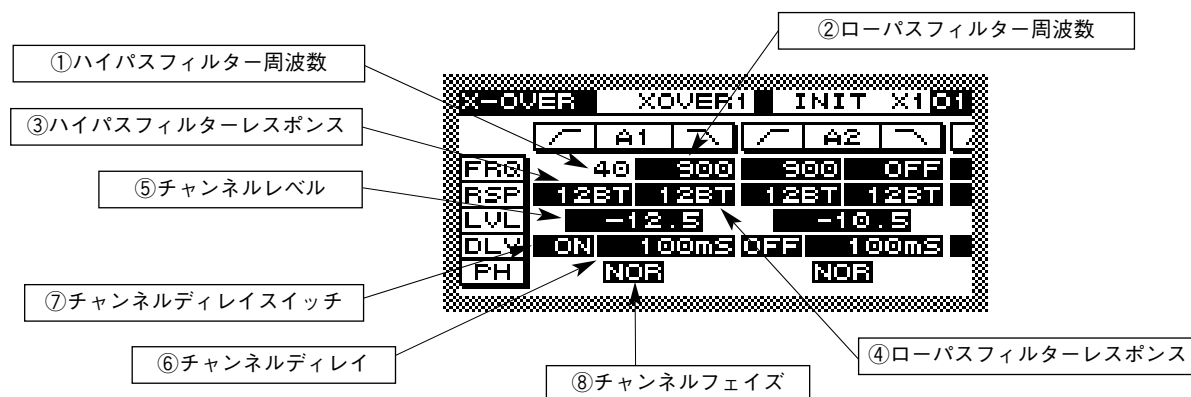 ②ローパスフィルター周波数
①ハイパスフィルター周波数
③ハイパスフィルターレスポンス
⑤チャンネルレベル
⑦チャンネルディレイスイッチ
⑥チャンネルディレイ
⑧チャンネルフェイズ
④ローパスフィルターレスポンス
X-OVER XOVER1 INIT X1 01
A1 A2
FRQ 40 900 900 OFF
RSP 12BT 12BT 12BT 12BT
LVL -12.5 -10.5
DLY ON 100mS OFF 100mS
PH NOR NOR